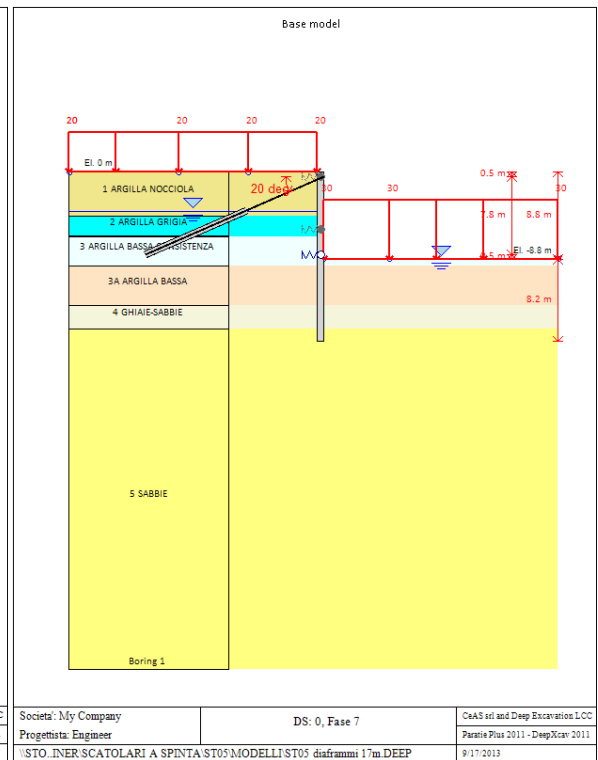 Base model
20 20 20 20
El. 0 m
0.5 m
1 ARGILLA NOCCIOLA
20 deg
30 30 30
7.8 m 8.8 m
2 ARGILLA GRIGIA
3 ARGILLA BASSA CONSISTENZA
El. -8.8 m
3A ARGILLA BASSA
8.2 m
4 GHIAIE-SABBIE
5 SABBIE
Boring 1
Societa': My Company
Progettista: Engineer
DS: 0, Fase 7
CeAS srl and Deep Excavation LCC
Paratie Plus 2011 - DeepXcav 2011
\\STO..INER\SCATOLARI A SPINTA\ST05\MODELLI\ST05 diaframmi 17m.DEEP
9/17/2013